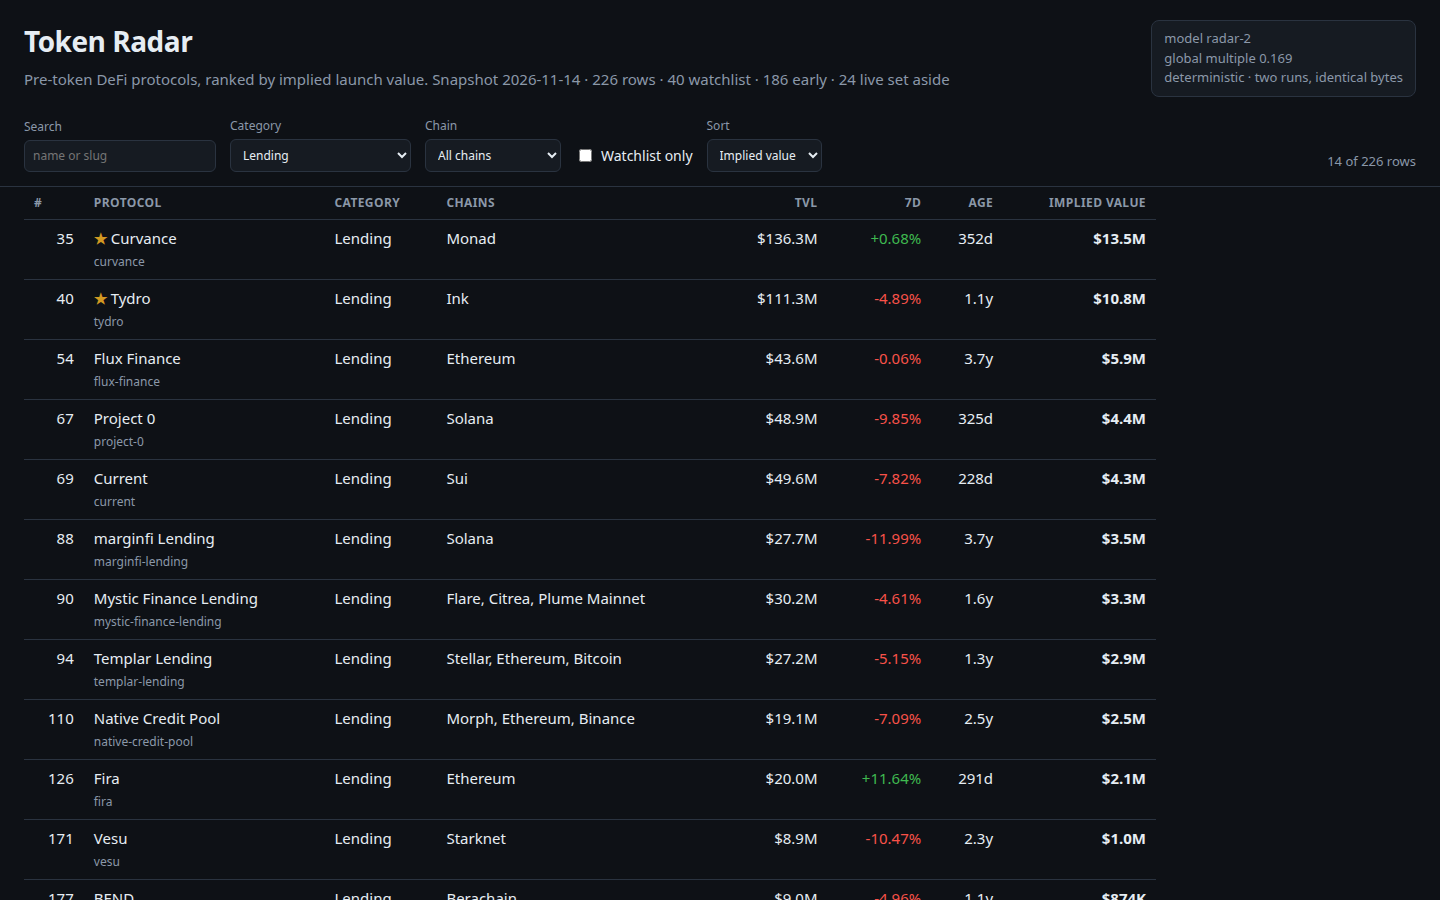 Token Radar
Pre-token DeFi protocols, ranked by implied launch value. Snapshot 2026-11-14 · 226 rows · 40 watchlist · 186 early · 24 live set aside
model radar-2
global multiple 0.169
deterministic · two runs, identical bytes
Search
name or slug
Category
Lending
Chain
All chains
Watchlist only
Sort
Implied value
14 of 226 rows
# PROTOCOL CATEGORY CHAINS TVL 7D AGE IMPLIED VALUE
35 ★ Curvance Lending Monad $136.3M +0.68% 352d $13.5M
curvance
40 ★ Tydro Lending Ink $111.3M -4.89% 1.1y $10.8M
tydro
54 Flux Finance Lending Ethereum $43.6M -0.06% 3.7y $5.9M
flux-finance
67 Project 0 Lending Solana $48.9M -9.85% 325d $4.4M
project-0
69 Current Lending Sui $49.6M -7.82% 228d $4.3M
current
88 marginfi Lending Lending Solana $27.7M -11.99% 3.7y $3.5M
marginfi-lending
90 Mystic Finance Lending Lending Flare, Citrea, Plume Mainnet $30.2M -4.61% 1.6y $3.3M
mystic-finance-lending
94 Templar Lending Lending Stellar, Ethereum, Bitcoin $27.2M -5.15% 1.3y $2.9M
templar-lending
110 Native Credit Pool Lending Morph, Ethereum, Binance $19.1M -7.09% 2.5y $2.5M
native-credit-pool
126 Fira Lending Ethereum $20.0M +11.64% 291d $2.1M
fira
171 Vesu Lending Starknet $8.9M -10.47% 2.3y $1.0M
vesu
177 BEND Lending Berachain $9.0M -4.96% 1.1y $874K